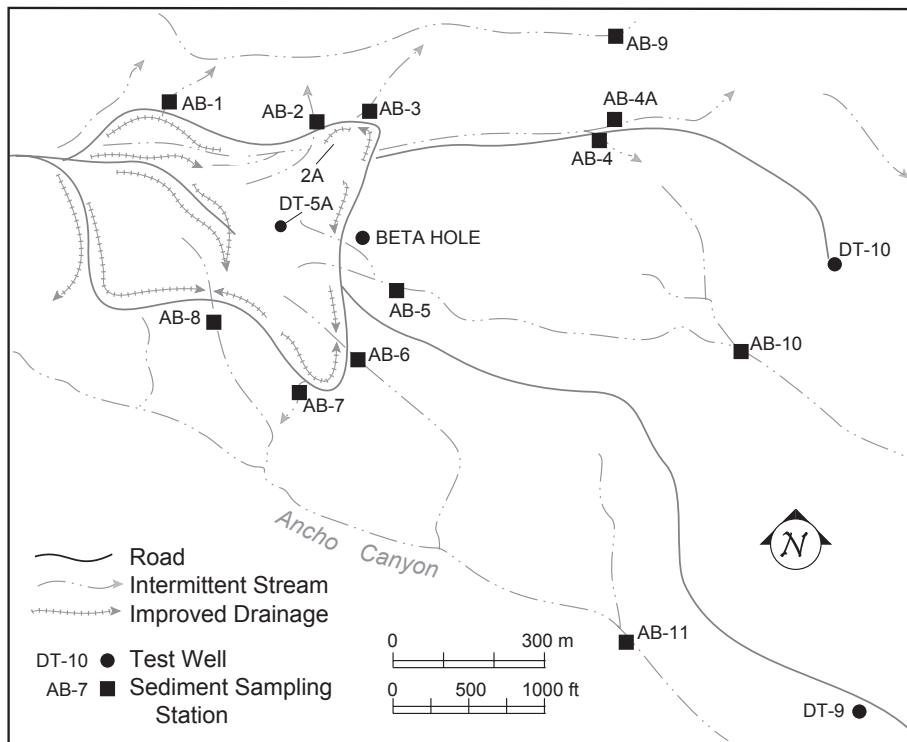 AB-9
AB-1
AB-2
AB-3
AB-4A
AB-4
2A
DT-5A
BETA HOLE
DT-10
AB-5
AB-8
AB-6
AB-10
AB-7
Ancho Canyon
N
Road
Intermittent Stream
Improved Drainage
DT-10 Test Well
AB-7 Sediment Sampling
Station
0 300 m
0 500 1000 ft
AB-11
DT-9